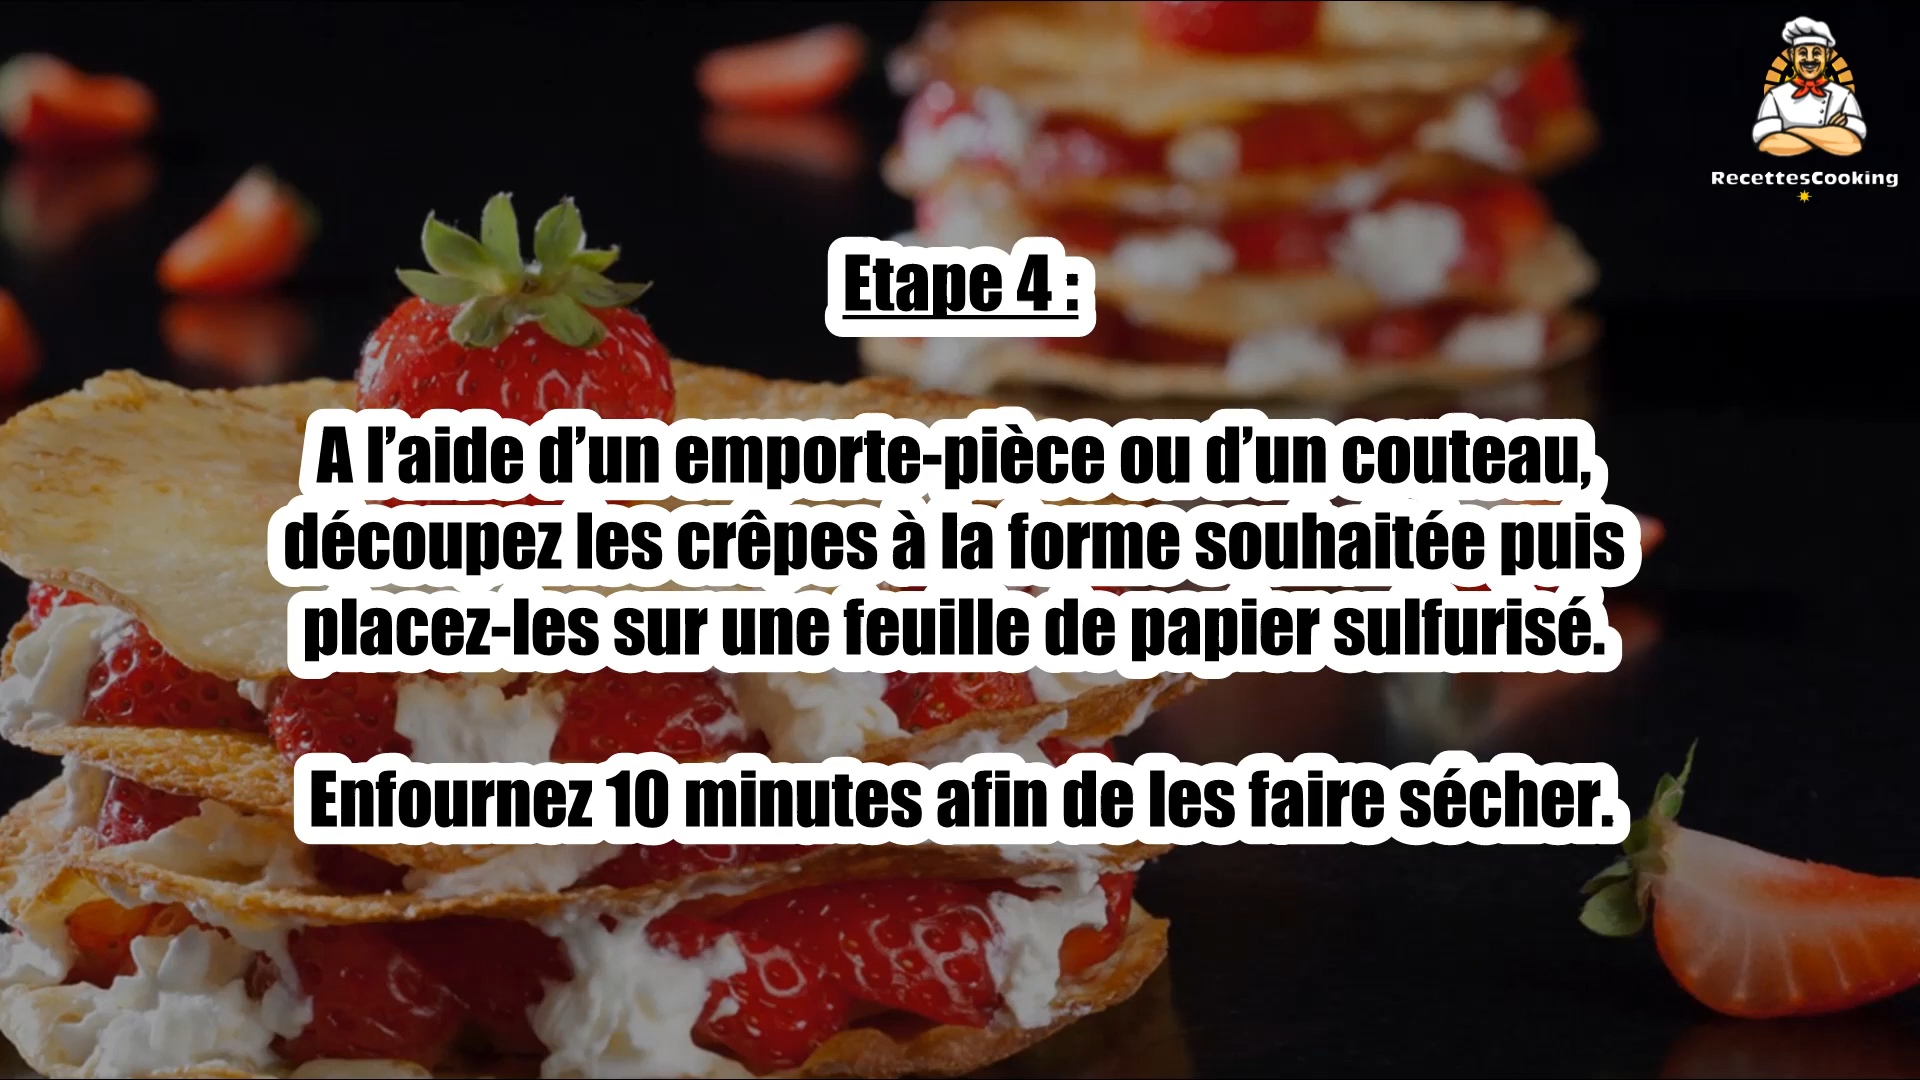 RecettesCooking
Etape 4 :
A l’aide d’un emporte-pièce ou d’un couteau,
découpez les crêpes à la forme souhaitée puis
placez-les sur une feuille de papier sulfurisé.
Enfournez 10 minutes afin de les faire sécher.